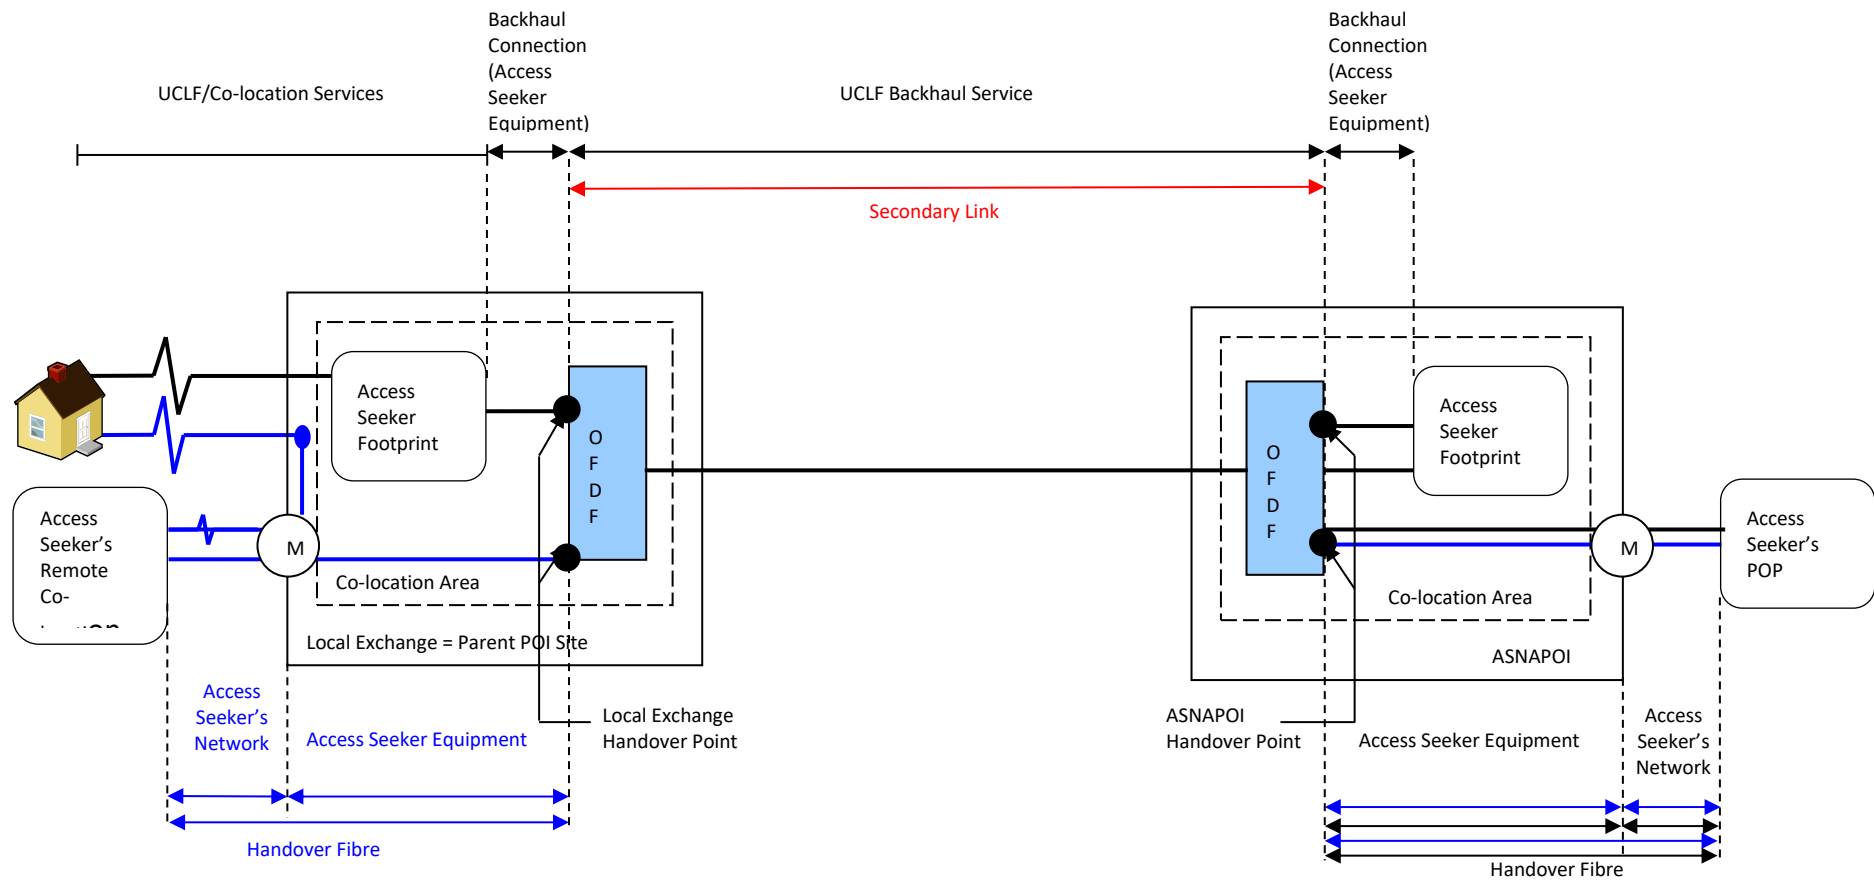 Backhaul
Connection
(Access
Seeker
Equipment)
Backhaul
Connection
(Access
Seeker
Equipment)
UCLF/Co-location Services
UCLF Backhaul Service
Secondary Link
Access
Seeker
Footprint
O
F
D
F
Access
Seeker
Footprint
O
F
D
F
Access
Seeker's
Remote
Co-
M
M
Access
Seeker's
POP
Co-location Area
Co-location Area
Local Exchange = Parent POI Site
ASNAPOI
Access
Seeker's
Network
Access Seeker Equipment
Local Exchange
Handover Point
ASNAPOI
Handover Point
Access Seeker Equipment
Access
Seeker's
Network
Handover Fibre
Handover Fibre